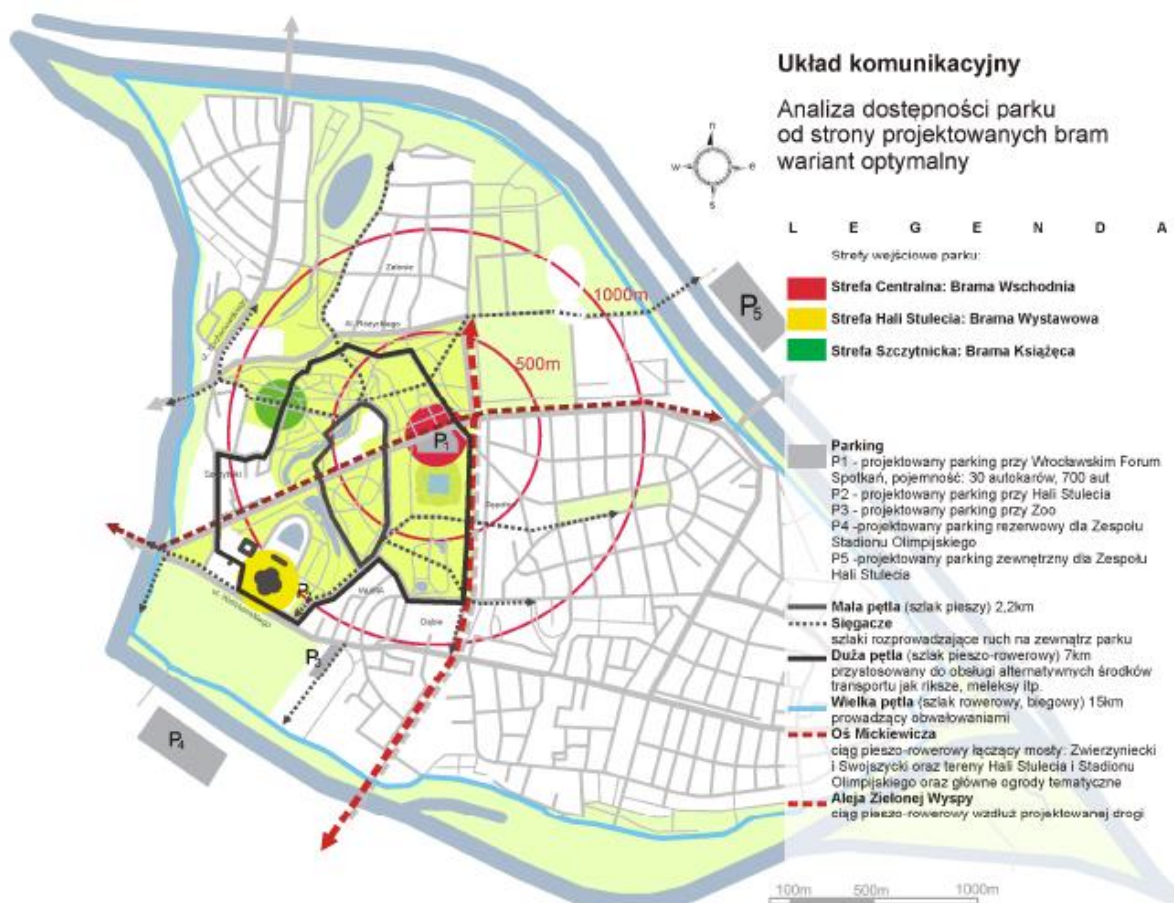 Układ komunikacyjny
Analiza dostępności parku
od strony projektowanych bram
wariant optymalny
n
w
e
s
L E G E N D A
Strefy wejściowe parku:
Strefa Centralna: Brama Wschodnia
Strefa Hali Stulecia: Brama Wystawowa
Strefa Szczytnicka: Brama Książęca
Parking
P1 - projektowany parking przy Wrocławskim Forum
Spotkań, pojemność: 30 autokarów, 700 aut
P2 - projektowany parking przy Hali Stulecia
P3 - projektowany parking przy Zoo
P4 -projektowany parking rezerwowy dla Zespołu
Stadionu Olimpijskiego
P5 -projektowany parking zewnętrzny dla Zespołu
Hali Stulecia
Mała pętla (szlak pieszy) 2,2km
Sięgacze
szlaki rozprowadzające ruch na zewnątrz parku
Duża pętla (szlak pieszo-rowerowy) 7km
przystosowany do obsługi alternatywnych środków
transportu jak riksze, meleksy itp.
Wielka pętla (szlak rowerowy, biegowy) 15km
prowadzący obwałowaniami
Oś Mickiewicza
ciąg pieszo-rowerowy łączący mosty: Zwierzyniecki
i Swojszycki oraz tereny Hali Stulecia i Stadionu
Olimpijskiego oraz główne ogrody tematyczne
Aleja Zielonej Wyspy
ciąg pieszo-rowerowy wzdłuż projektowanej drogi
100m 500m 1000m
1000m
500m
Zalesie
P5
P1
P3
P4
Dąbie